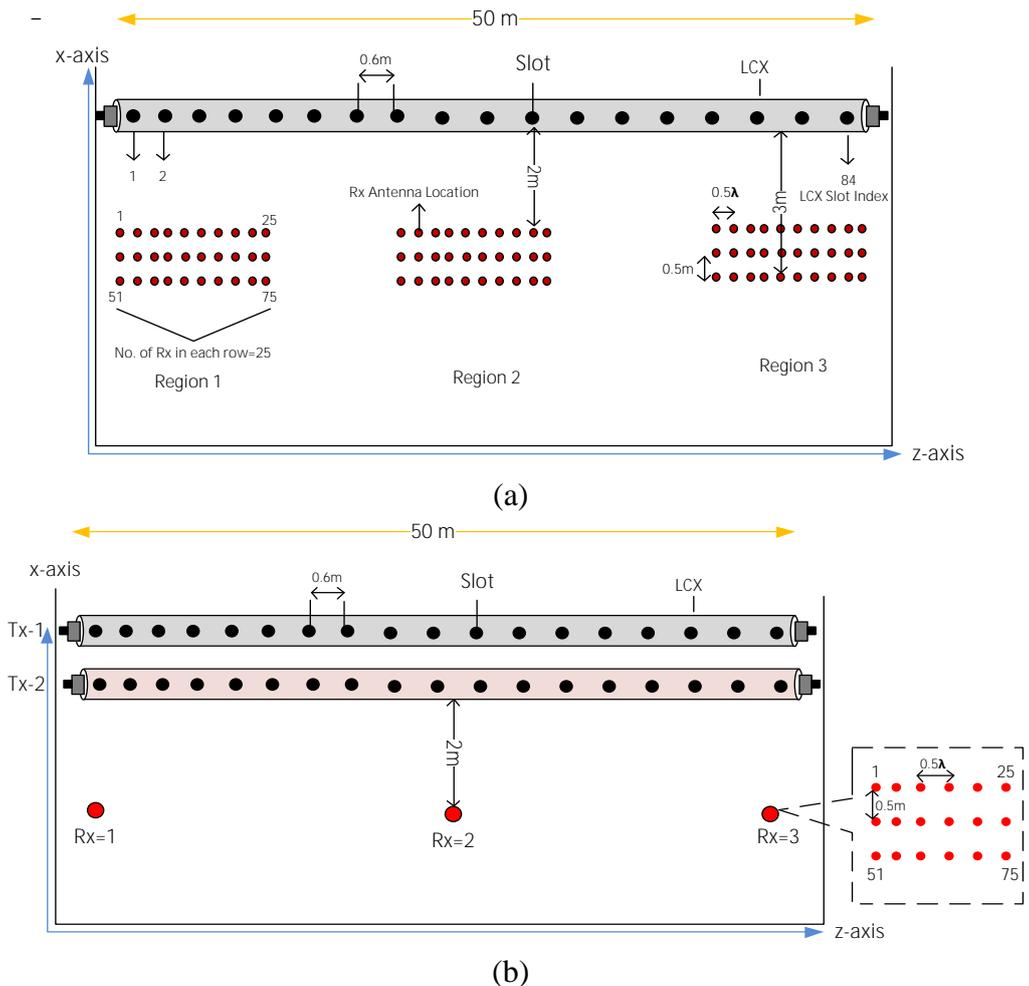 50 m
x-axis
0.6m
Slot
LCX
1
2
2m
3m
84
LCX Slot Index
Rx Antenna Location
0.5λ
1
25
0.5m
51
75
No. of Rx in each row=25
Region 1
Region 2
Region 3
z-axis
(a)
50 m
x-axis
0.6m
Slot
LCX
Tx-1
Tx-2
2m
Rx=1
Rx=2
Rx=3
1
0.5λ
25
0.5m
51
75
z-axis
(b)